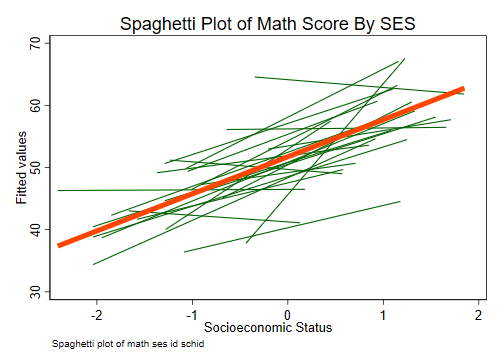 Spaghetti Plot of Math Score By SES
70
60
50
40
30
Fitted values
-2 -1 0 1 2
Socioeconomic Status
Spaghetti plot of math ses id schid